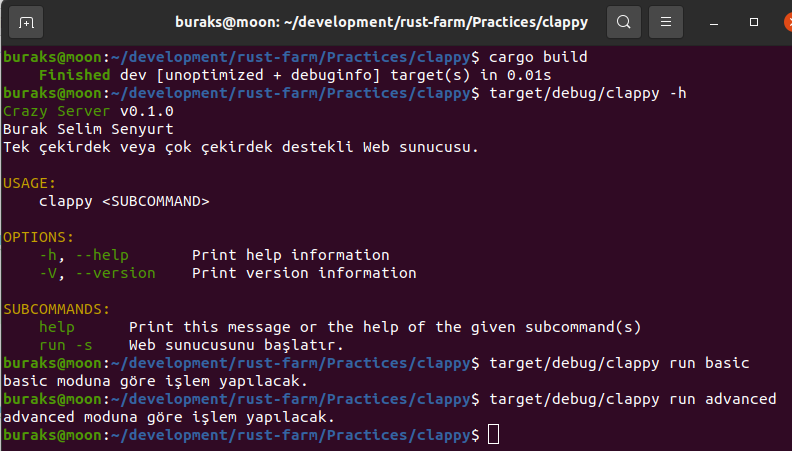 buraks@moon: ~/development/rust-farm/Practices/clappy
buraks@moon:~/development/rust-farm/Practices/clappy$ cargo build
    Finished dev [unoptimized + debuginfo] target(s) in 0.01s
buraks@moon:~/development/rust-farm/Practices/clappy$ target/debug/clappy -h
Crazy Server v0.1.0
Burak Selim Senyurt
Tek çekirdek veya çok çekirdek destekli Web sunucusu.

USAGE:
    clappy <SUBCOMMAND>

OPTIONS:
    -h, --help       Print help information
    -V, --version    Print version information

SUBCOMMANDS:
    help      Print this message or the help of the given subcommand(s)
    run -s    Web sunucusunu başlatır.
buraks@moon:~/development/rust-farm/Practices/clappy$ target/debug/clappy run basic
basic moduna göre işlem yapılacak.
buraks@moon:~/development/rust-farm/Practices/clappy$ target/debug/clappy run advanced
advanced moduna göre işlem yapılacak.
buraks@moon:~/development/rust-farm/Practices/clappy$